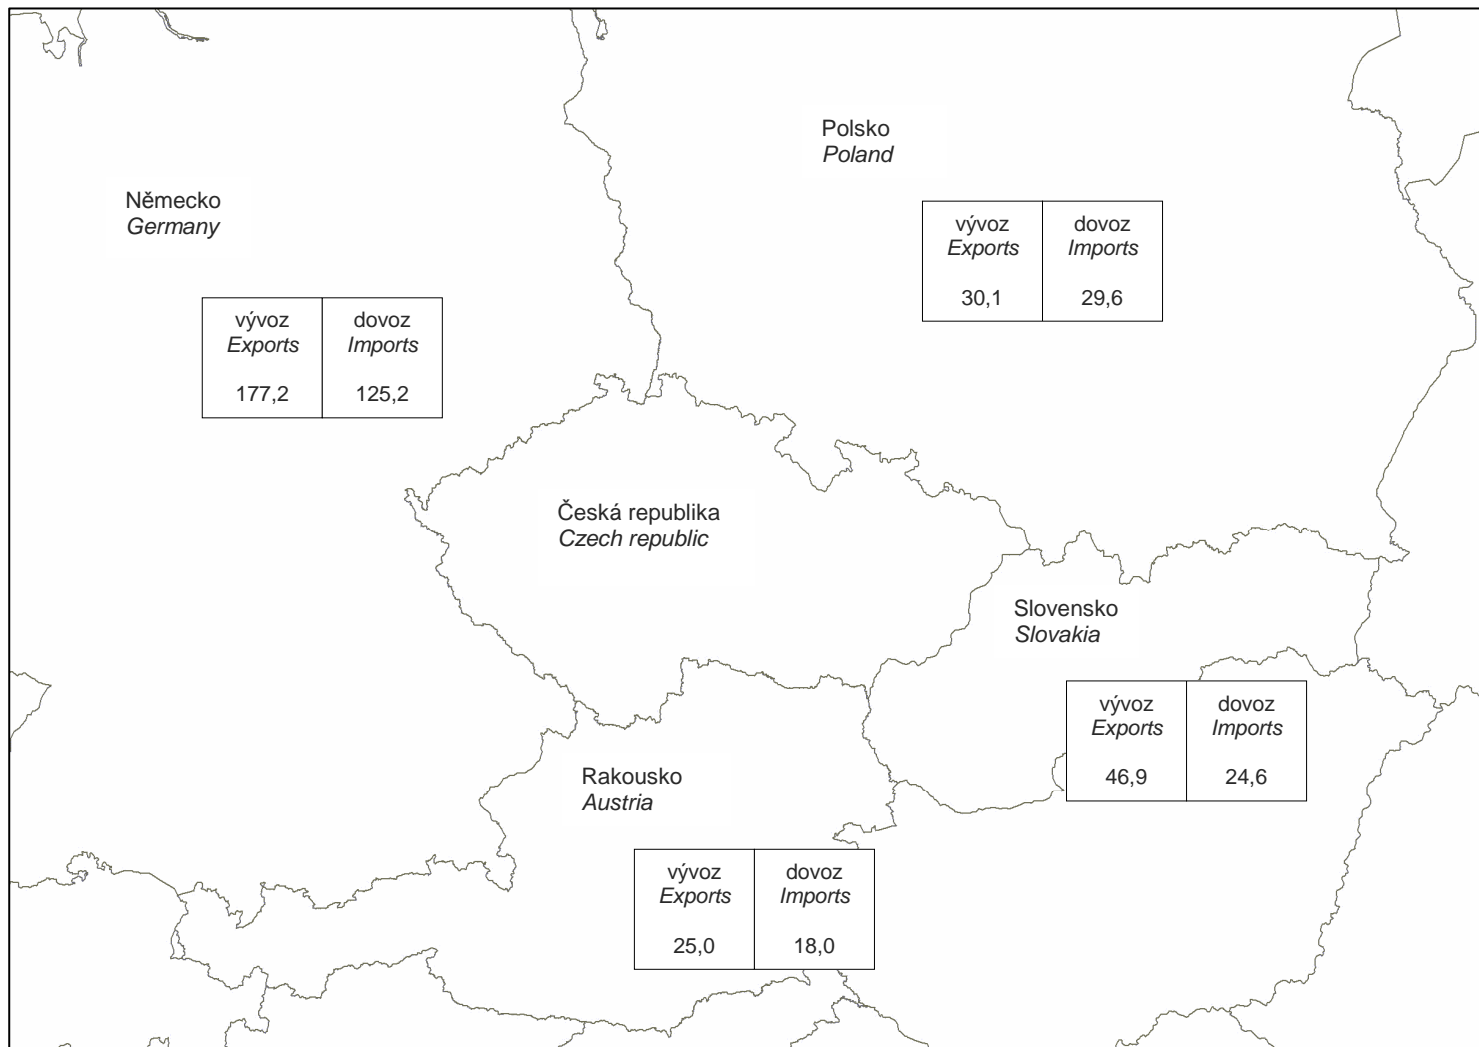 Polsko
Poland
vývoz
Exports
30,1
dovoz
Imports
29,6
Německo
Germany
vývoz
Exports
177,2
dovoz
Imports
125,2
Česká republika
Czech republic
Slovensko
Slovakia
vývoz
Exports
46,9
dovoz
Imports
24,6
Rakousko
Austria
vývoz
Exports
25,0
dovoz
Imports
18,0